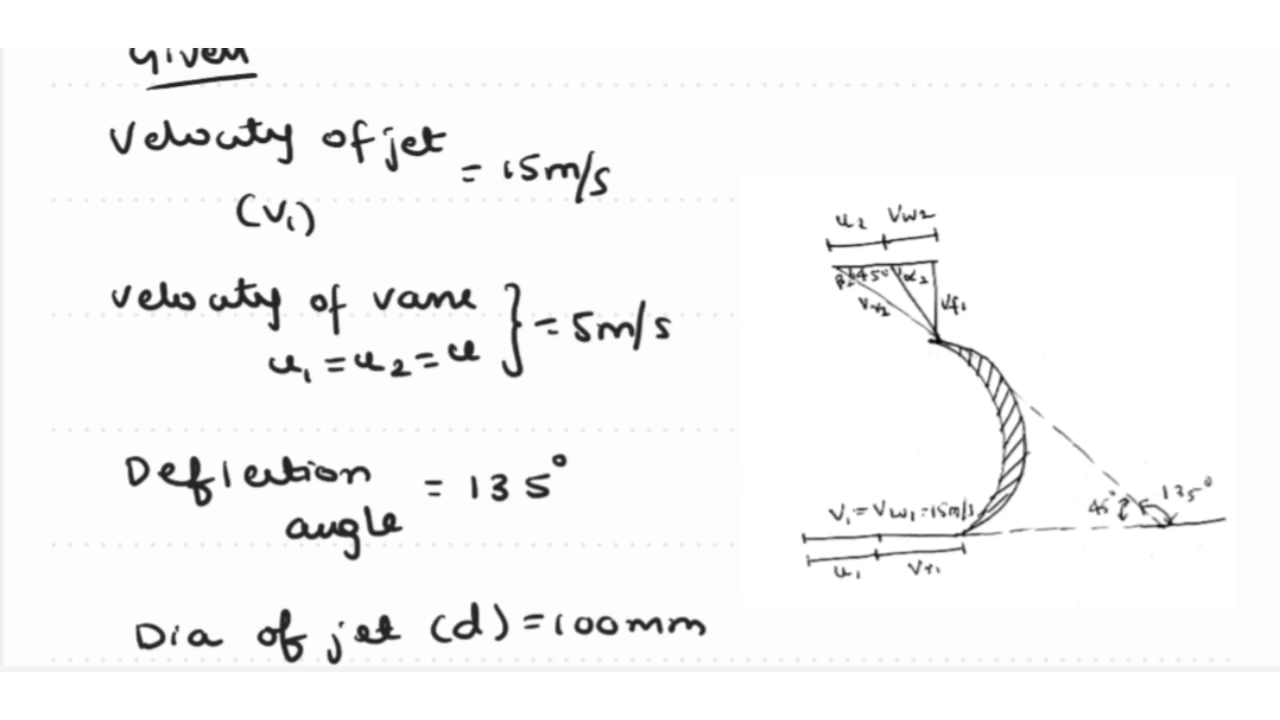 Given
Velocity of jet = 15m/s
(V₁)
Velocity of vane } = 5m/s
u₁ = u₂ = u
Deflection = 135°
angle
Dia of jet (d) = 100mm
u₂ Vw₂
β₂ 45° α₂
Vr₂ Vf₂
V₁ = Vw₁ = 15m/s
45° 135°
u₁ Vr₁